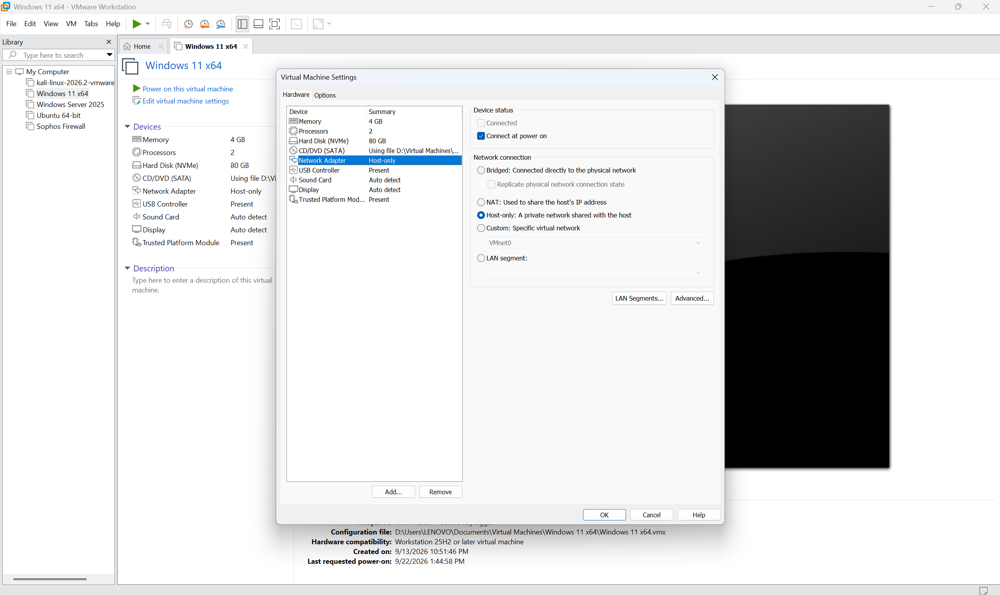 Windows 11 x64 - VMware Workstation
File Edit View VM Tabs Help
Library
Type here to search
My Computer
kali-linux-2026.2-vmware
Windows 11 x64
Windows Server 2025
Ubuntu 64-bit
Sophos Firewall
Home
Windows 11 x64
Windows 11 x64
Power on this virtual machine
Edit virtual machine settings
Devices
Memory 4 GB
Processors 2
Hard Disk (NVMe) 80 GB
CD/DVD (SATA) Using file D:\Vi
Network Adapter Host-only
USB Controller Present
Sound Card Auto detect
Display Auto detect
Trusted Platform Module Present
Description
Type here to enter a description of this virtual
machine.
Virtual Machine Settings
Hardware Options
Device Summary
Memory 4 GB
Processors 2
Hard Disk (NVMe) 80 GB
CD/DVD (SATA) Using file D:\Virtual Machines\...
Network Adapter Host-only
USB Controller Present
Sound Card Auto detect
Display Auto detect
Trusted Platform Mod... Present
Add...
Remove
Device status
Connected
Connect at power on
Network connection
Bridged: Connected directly to the physical network
Replicate physical network connection state
NAT: Used to share the host's IP address
Host-only: A private network shared with the host
Custom: Specific virtual network
VMnet0
LAN segment:
LAN Segments...
Advanced...
OK
Cancel
Help
Configuration file: D:\Users\LENOVO\Documents\Virtual Machines\Windows 11 x64\Windows 11 x64.vmx
Hardware compatibility: Workstation 25H2 or later virtual machine
Created on: 9/13/2026 10:51:46 PM
Last requested power-on: 9/22/2026 1:44:58 PM